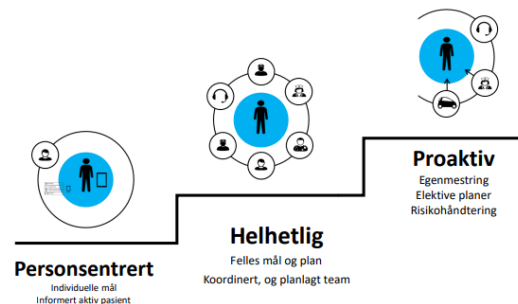 Personsentrert
Individuelle mål
Informert aktiv pasient
Helhetlig
Felles mål og plan
Koordinert, og planlagt team
Proaktiv
Egenmestring
Elektive planer
Risikohåndtering